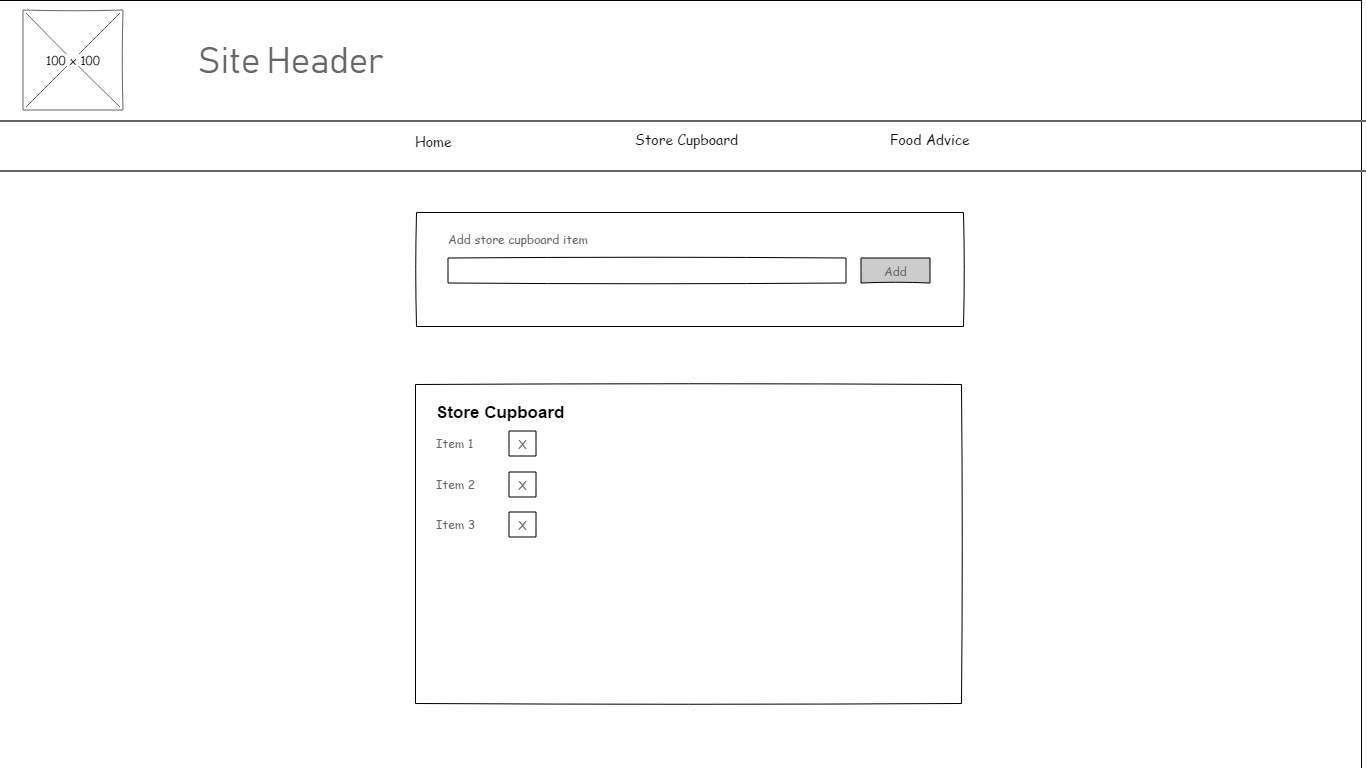 100 x 100
Site Header
Home
Store Cupboard
Food Advice
Add store cupboard item
Add
Store Cupboard
Item 1 X
Item 2 X
Item 3 X